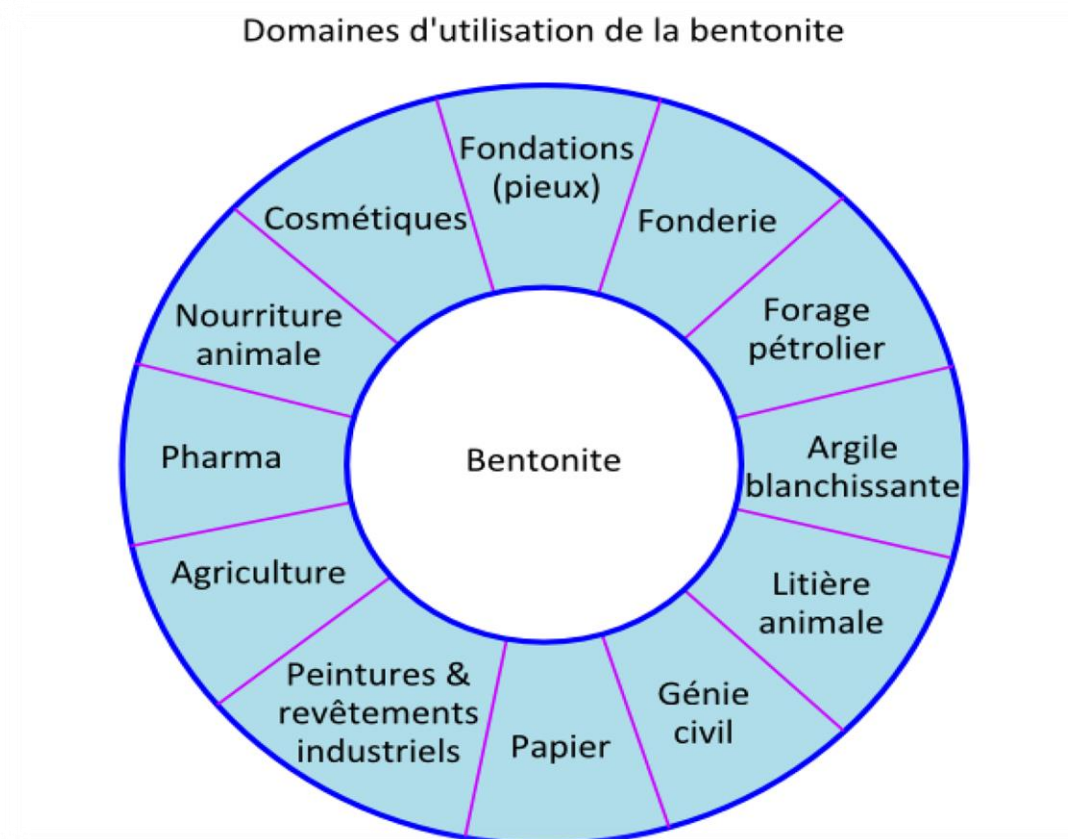 Domaines d'utilisation de la bentonite
Fondations
(pieux)
Fonderie
Forage
pétrolier
Argile
blanchissante
Litière
animale
Génie
civil
Papier
Peintures &
revêtements
industriels
Agriculture
Pharma
Nourriture
animale
Cosmétiques
Bentonite